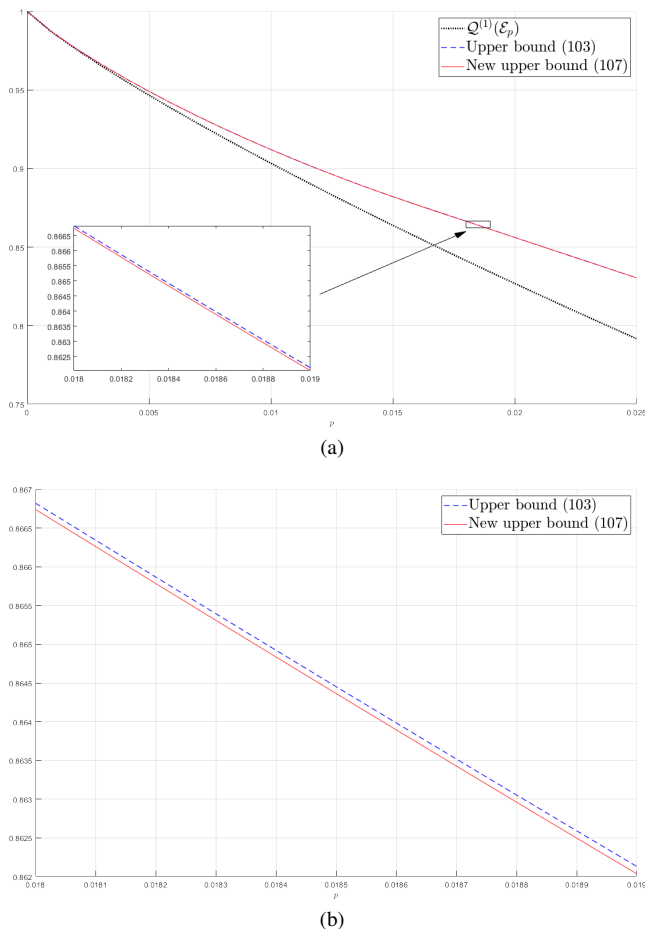 1
0.95
0.9
0.85
0.8
0.75
𝒬⁽¹⁾(ℰₚ)
Upper bound (103)
New upper bound (107)
0.8665
0.866
0.8655
0.865
0.8645
0.864
0.8635
0.863
0.8625
0.018 0.0182 0.0184 0.0186 0.0188 0.019
0 0.005 0.01 0.015 0.02 0.025
p
(a)
0.867
0.8665
0.866
0.8655
0.865
0.8645
0.864
0.8635
0.863
0.8625
0.862
Upper bound (103)
New upper bound (107)
0.018 0.0181 0.0182 0.0183 0.0184 0.0185 0.0186 0.0187 0.0188 0.0189 0.019
p
(b)